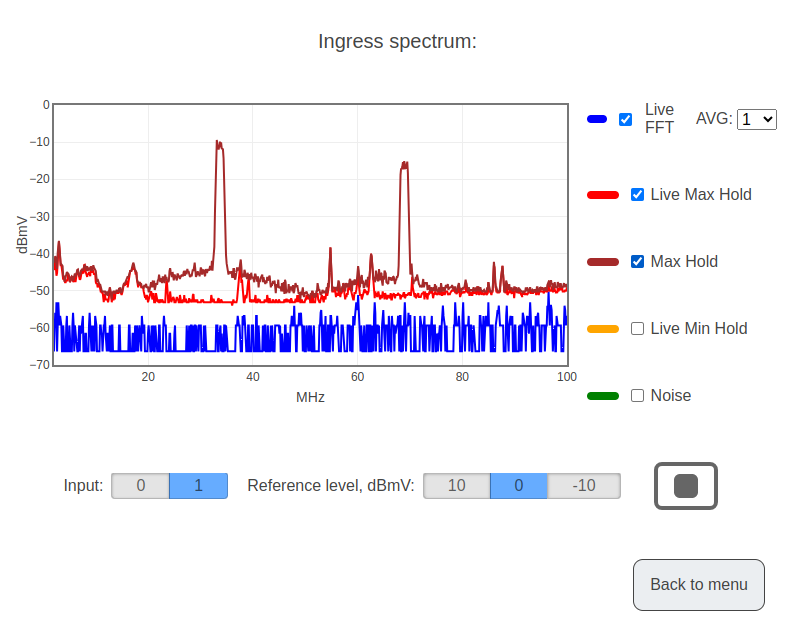 Ingress spectrum:
0
−10
−20
−30
−40
−50
−60
−70
dBmV
20 40 60 80 100
MHz
Live FFT AVG: 1
Live Max Hold
Max Hold
Live Min Hold
Noise
Input: 0 1 Reference level, dBmV: 10 0 -10
Back to menu